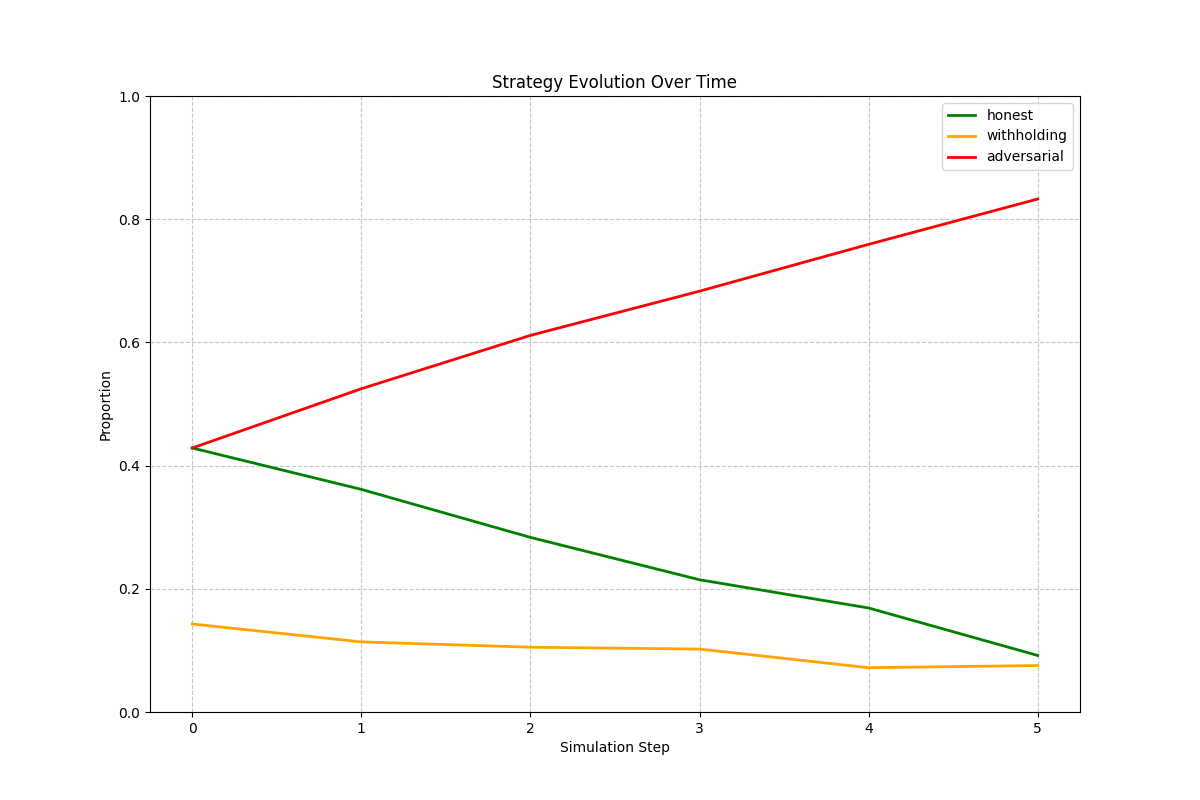 Strategy Evolution Over Time
1.0
0.8
0.6
0.4
0.2
0.0
Proportion
honest
withholding
adversarial
0 1 2 3 4 5
Simulation Step